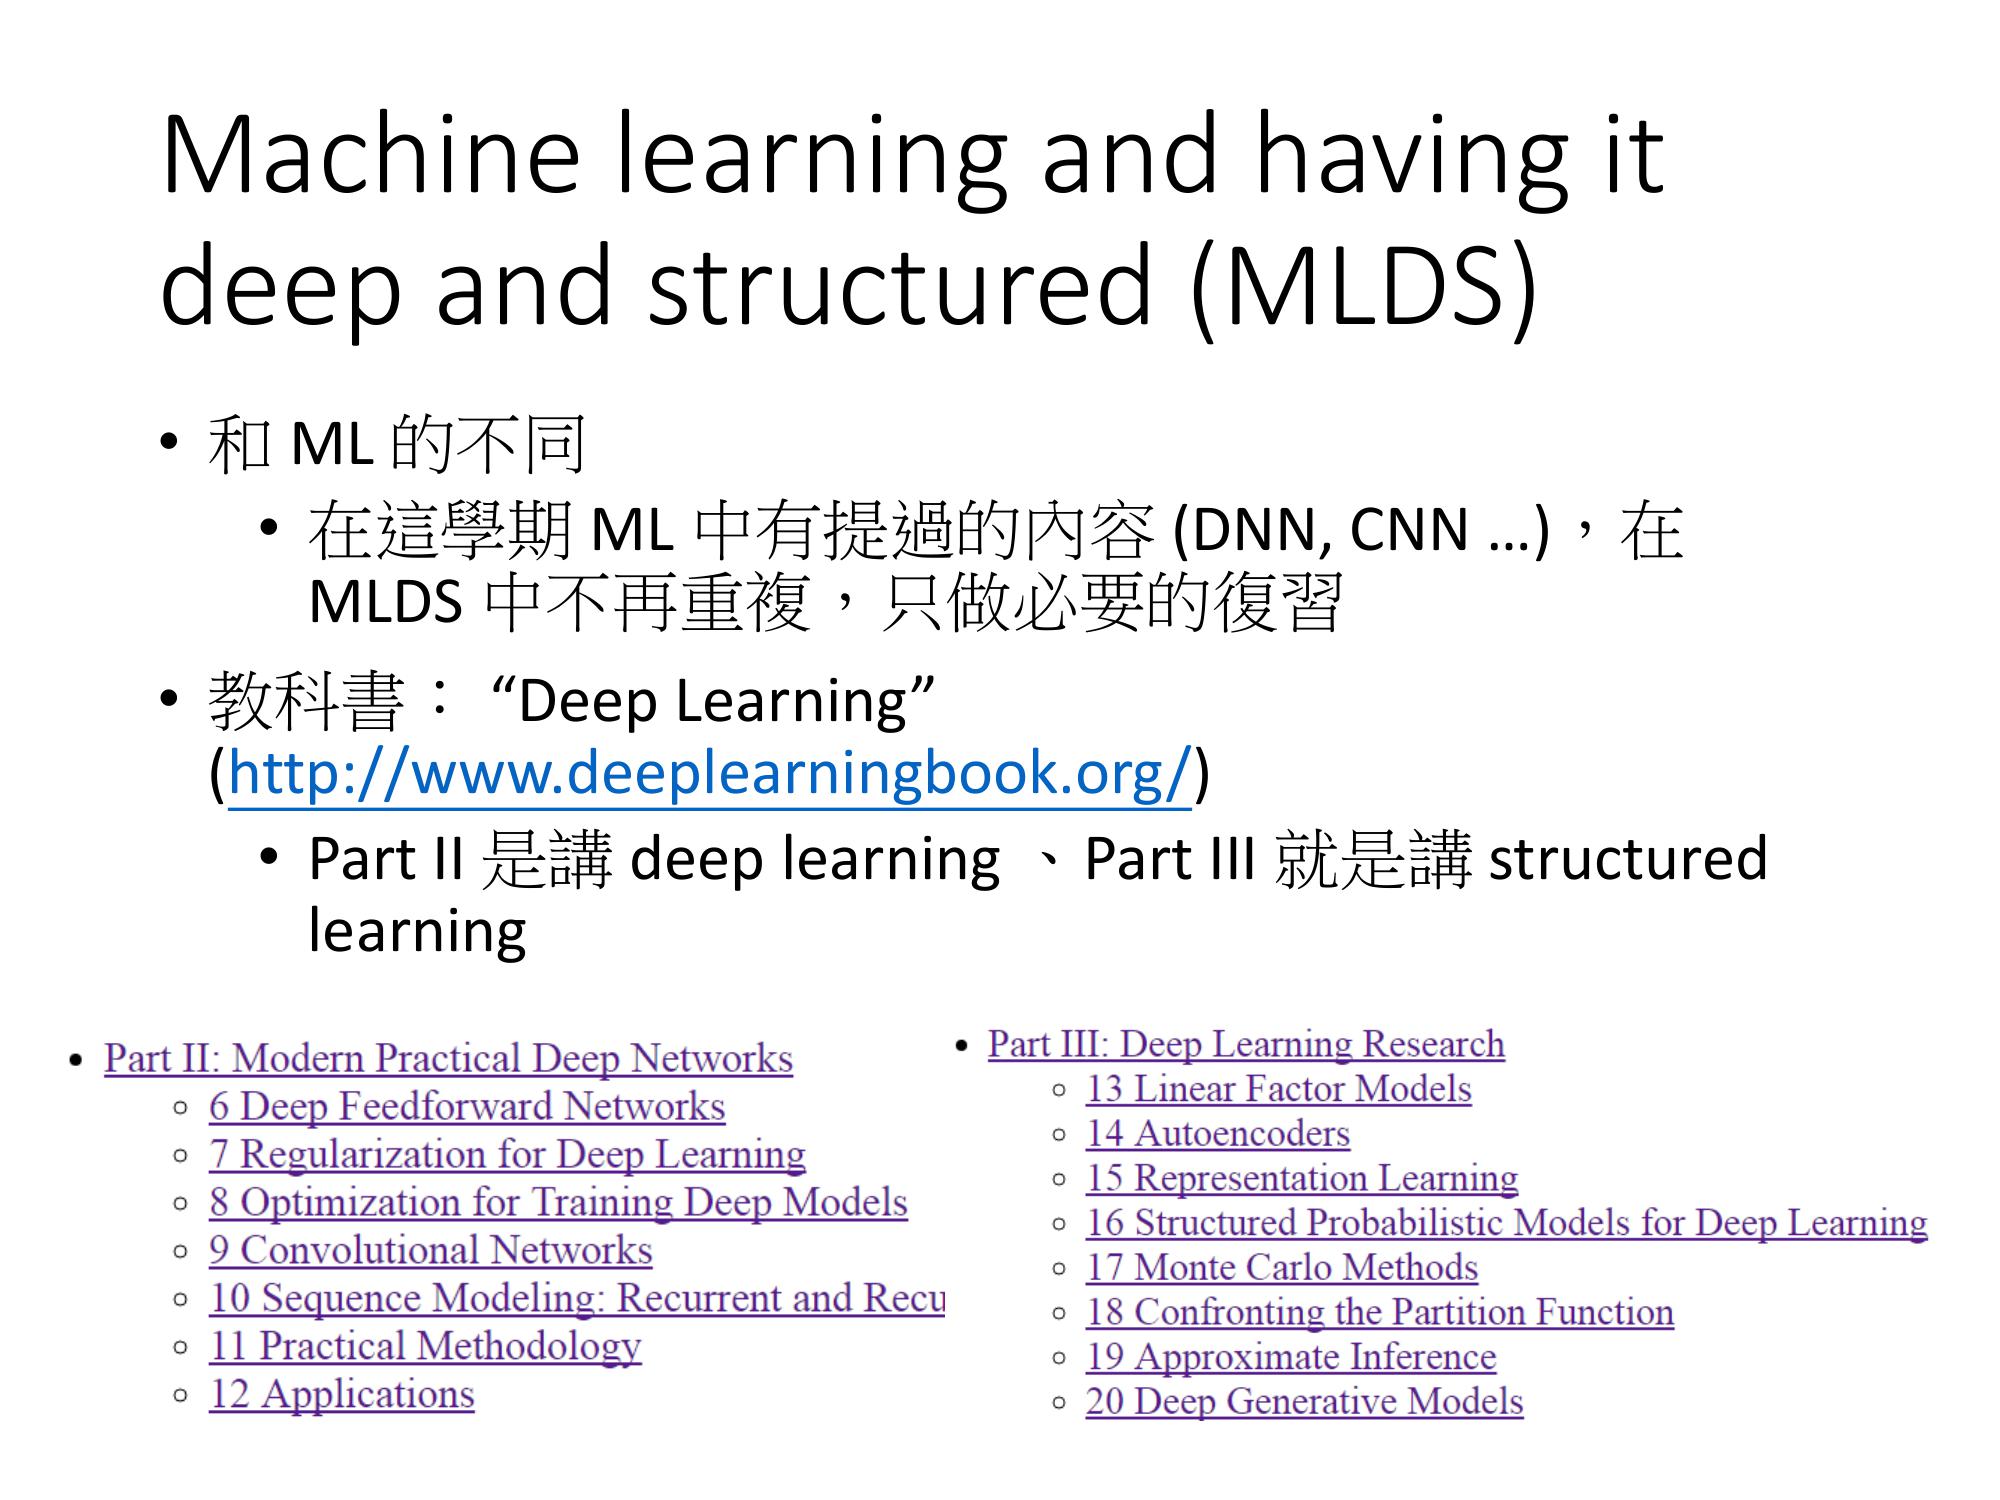 Machine learning and having it
deep and structured (MLDS)
• 和 ML 的不同
• 在這學期 ML 中有提過的內容 (DNN, CNN …)，在
MLDS 中不再重複，只做必要的復習
• 教科書： “Deep Learning”
(http://www.deeplearningbook.org/)
• Part II 是講 deep learning 、Part III 就是講 structured
learning
• Part II: Modern Practical Deep Networks
6 Deep Feedforward Networks
7 Regularization for Deep Learning
8 Optimization for Training Deep Models
9 Convolutional Networks
10 Sequence Modeling: Recurrent and Recu
11 Practical Methodology
12 Applications
• Part III: Deep Learning Research
13 Linear Factor Models
14 Autoencoders
15 Representation Learning
16 Structured Probabilistic Models for Deep Learning
17 Monte Carlo Methods
18 Confronting the Partition Function
19 Approximate Inference
20 Deep Generative Models